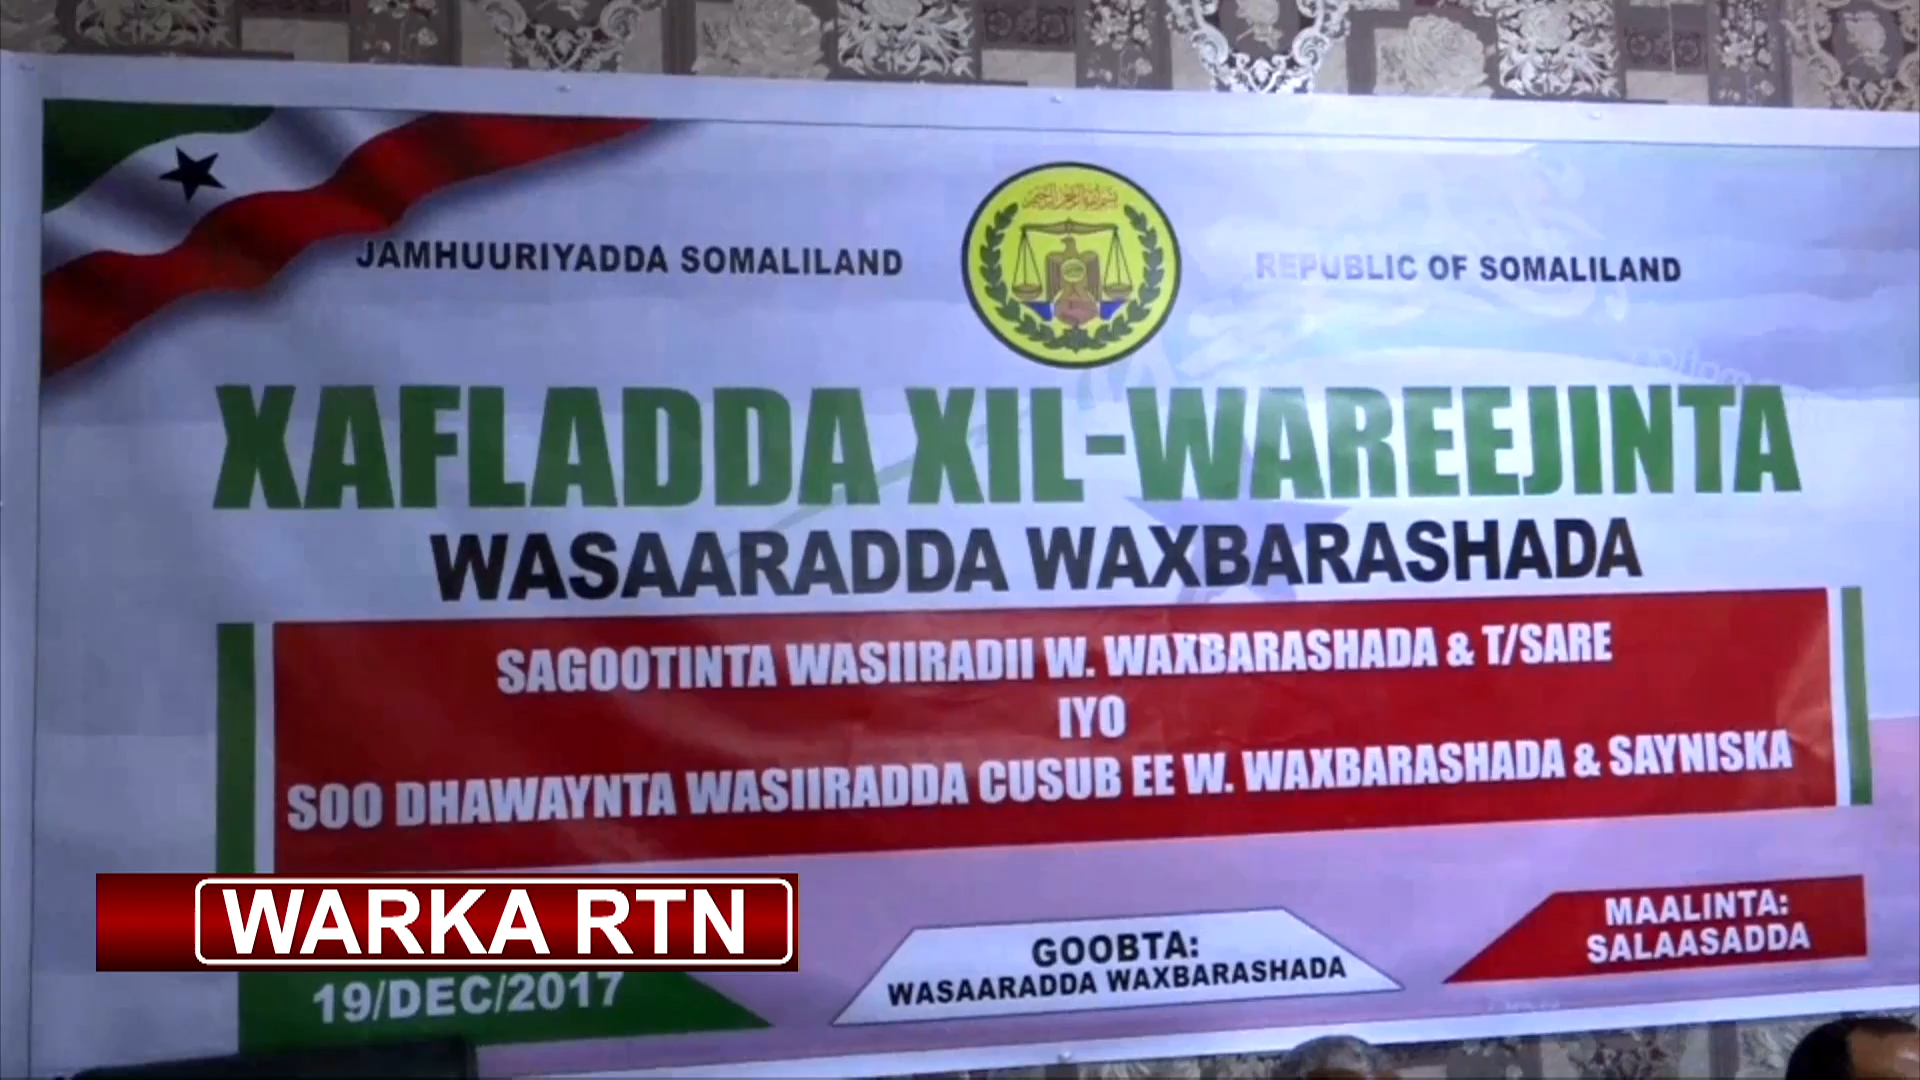 JAMHUURIYADDA SOMALILAND
REPUBLIC OF SOMALILAND
XAFLADDA XIL-WAREEJINTA
WASAARADDA WAXBARASHADA
SAGOOTINTA WASIIRADII W. WAXBARASHADA & T/SARE
IYO
SOO DHAWAYNTA WASIIRADDA CUSUB EE W. WAXBARASHADA & SAYNISKA
WARKA RTN
19/DEC/2017
GOOBTA:
WASAARADDA WAXBARASHADA
MAALINTA:
SALAASADDA